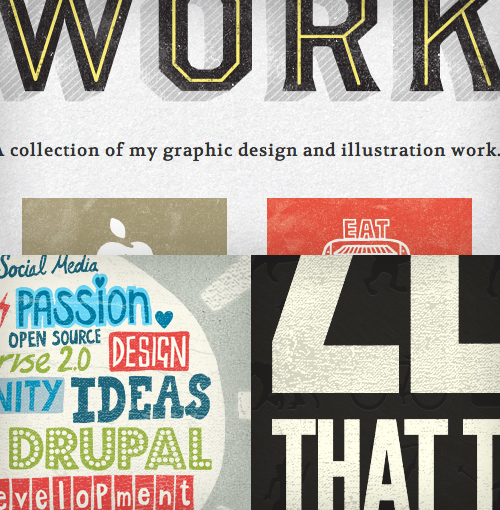 WORK
A collection of my graphic design and illustration work.
EAT
Social Media
PASSION
OPEN SOURCE
rise 2.0 DESIGN
NITY IDEAS
DRUPAL
evelopment
ZL
THAT T